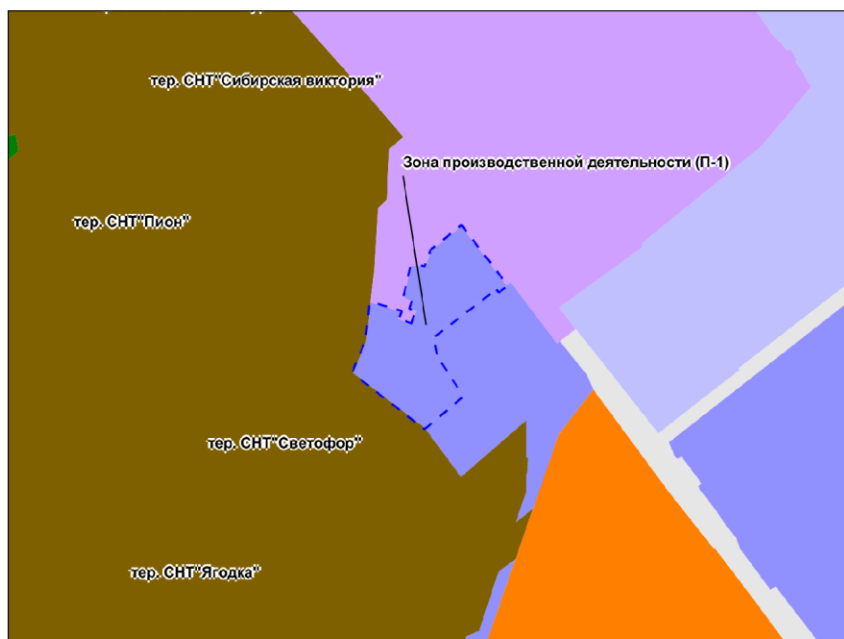 тер. СНТ"Сибирская виктория"
Зона производственной деятельности (П-1)
тер. СНТ"Пион"
тер. СНТ"Светофор"
тер. СНТ"Ягодка"